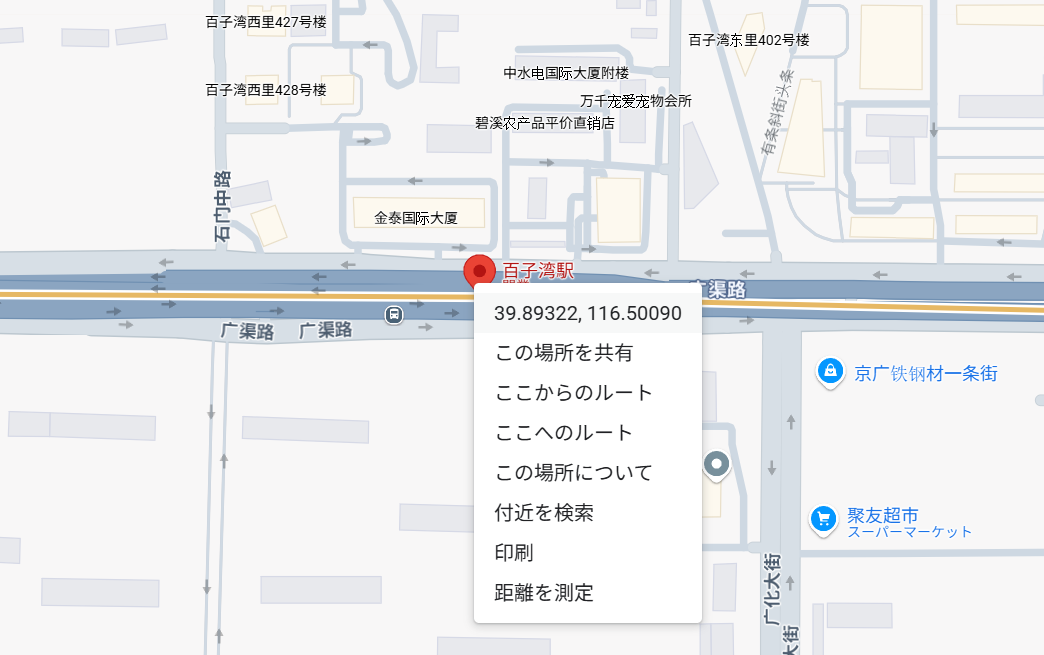 百子湾西里427号楼
百子湾东里402号楼
中水电国际大厦附楼
百子湾西里428号楼
万千宠爱宠物会所
碧溪农产品平价直销店
有条斜街头条
石门中路
金泰国际大厦
百子湾駅
广渠路
39.89322, 116.50090
广渠路
广渠路
この場所を共有
京广铁钢材一条街
ここからのルート
ここへのルート
この場所について
付近を検索
聚友超市
スーパーマーケット
印刷
距離を測定
广化大街
大街